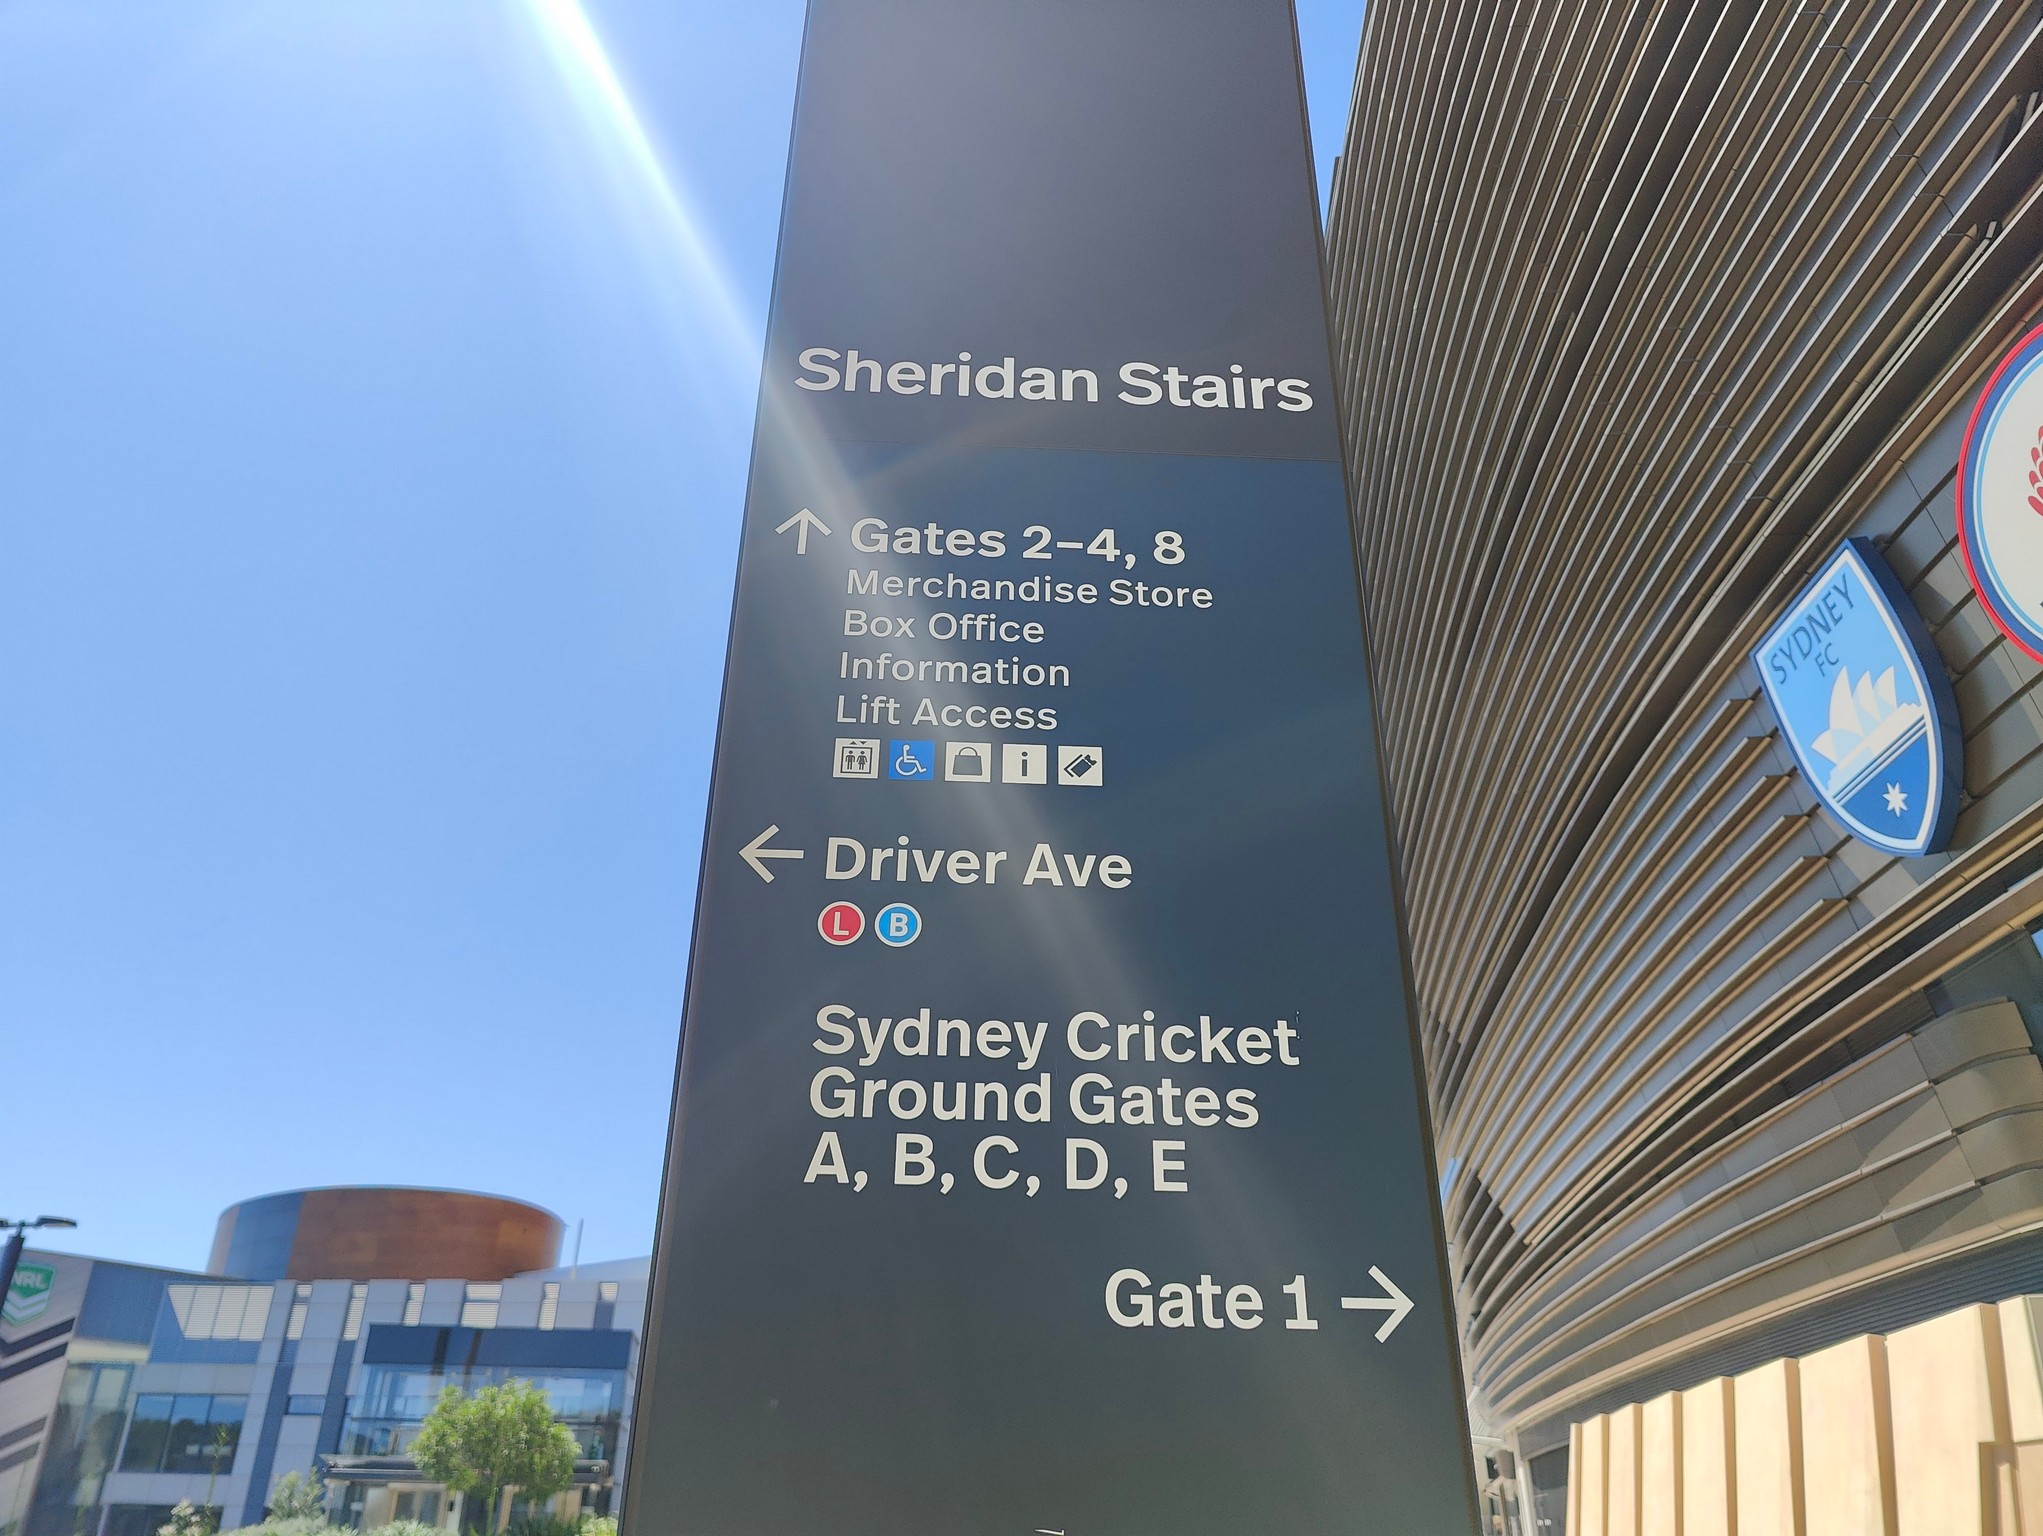 Sheridan Stairs
↑ Gates 2–4, 8
Merchandise Store
Box Office
Information
Lift Access
i
← Driver Ave
L B
Sydney Cricket
Ground Gates
A, B, C, D, E
Gate 1 →
SYDNEY
FC
NRL